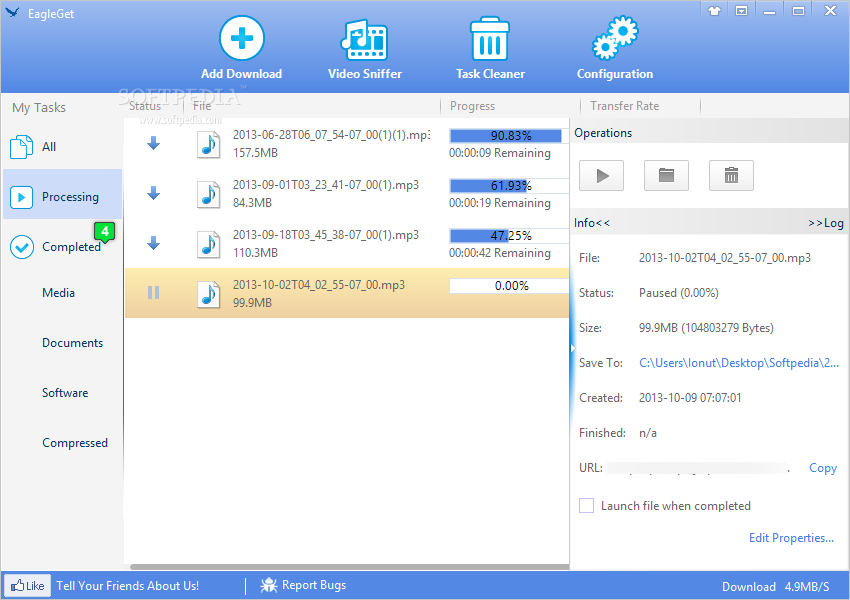 EagleGet
Add Download
Video Sniffer
Task Cleaner
Configuration
SOFTPEDIA
www.softpedia.com
My Tasks
All
Processing
4
Completed
Media
Documents
Software
Compressed
Status
File
Progress
Transfer Rate
2013-06-28T06_07_54-07_00(1)(1).mp3
157.5MB
90.83%
00:00:09 Remaining
2013-09-01T03_23_41-07_00(1).mp3
84.3MB
61.93%
00:00:19 Remaining
2013-09-18T03_45_38-07_00(1).mp3
110.3MB
47.25%
00:00:42 Remaining
2013-10-02T04_02_55-07_00.mp3
99.9MB
0.00%
Operations
Info<< >>Log
File: 2013-10-02T04_02_55-07_00.mp3
Status: Paused (0.00%)
Size: 99.9MB (104803279 Bytes)
Save To: C:\Users\Ionut\Desktop\Softpedia\2...
Created: 2013-10-09 07:07:01
Finished: n/a
URL: . Copy
Launch file when completed
Edit Properties...
Like
Tell Your Friends About Us!
Report Bugs
Download 4.9MB/S